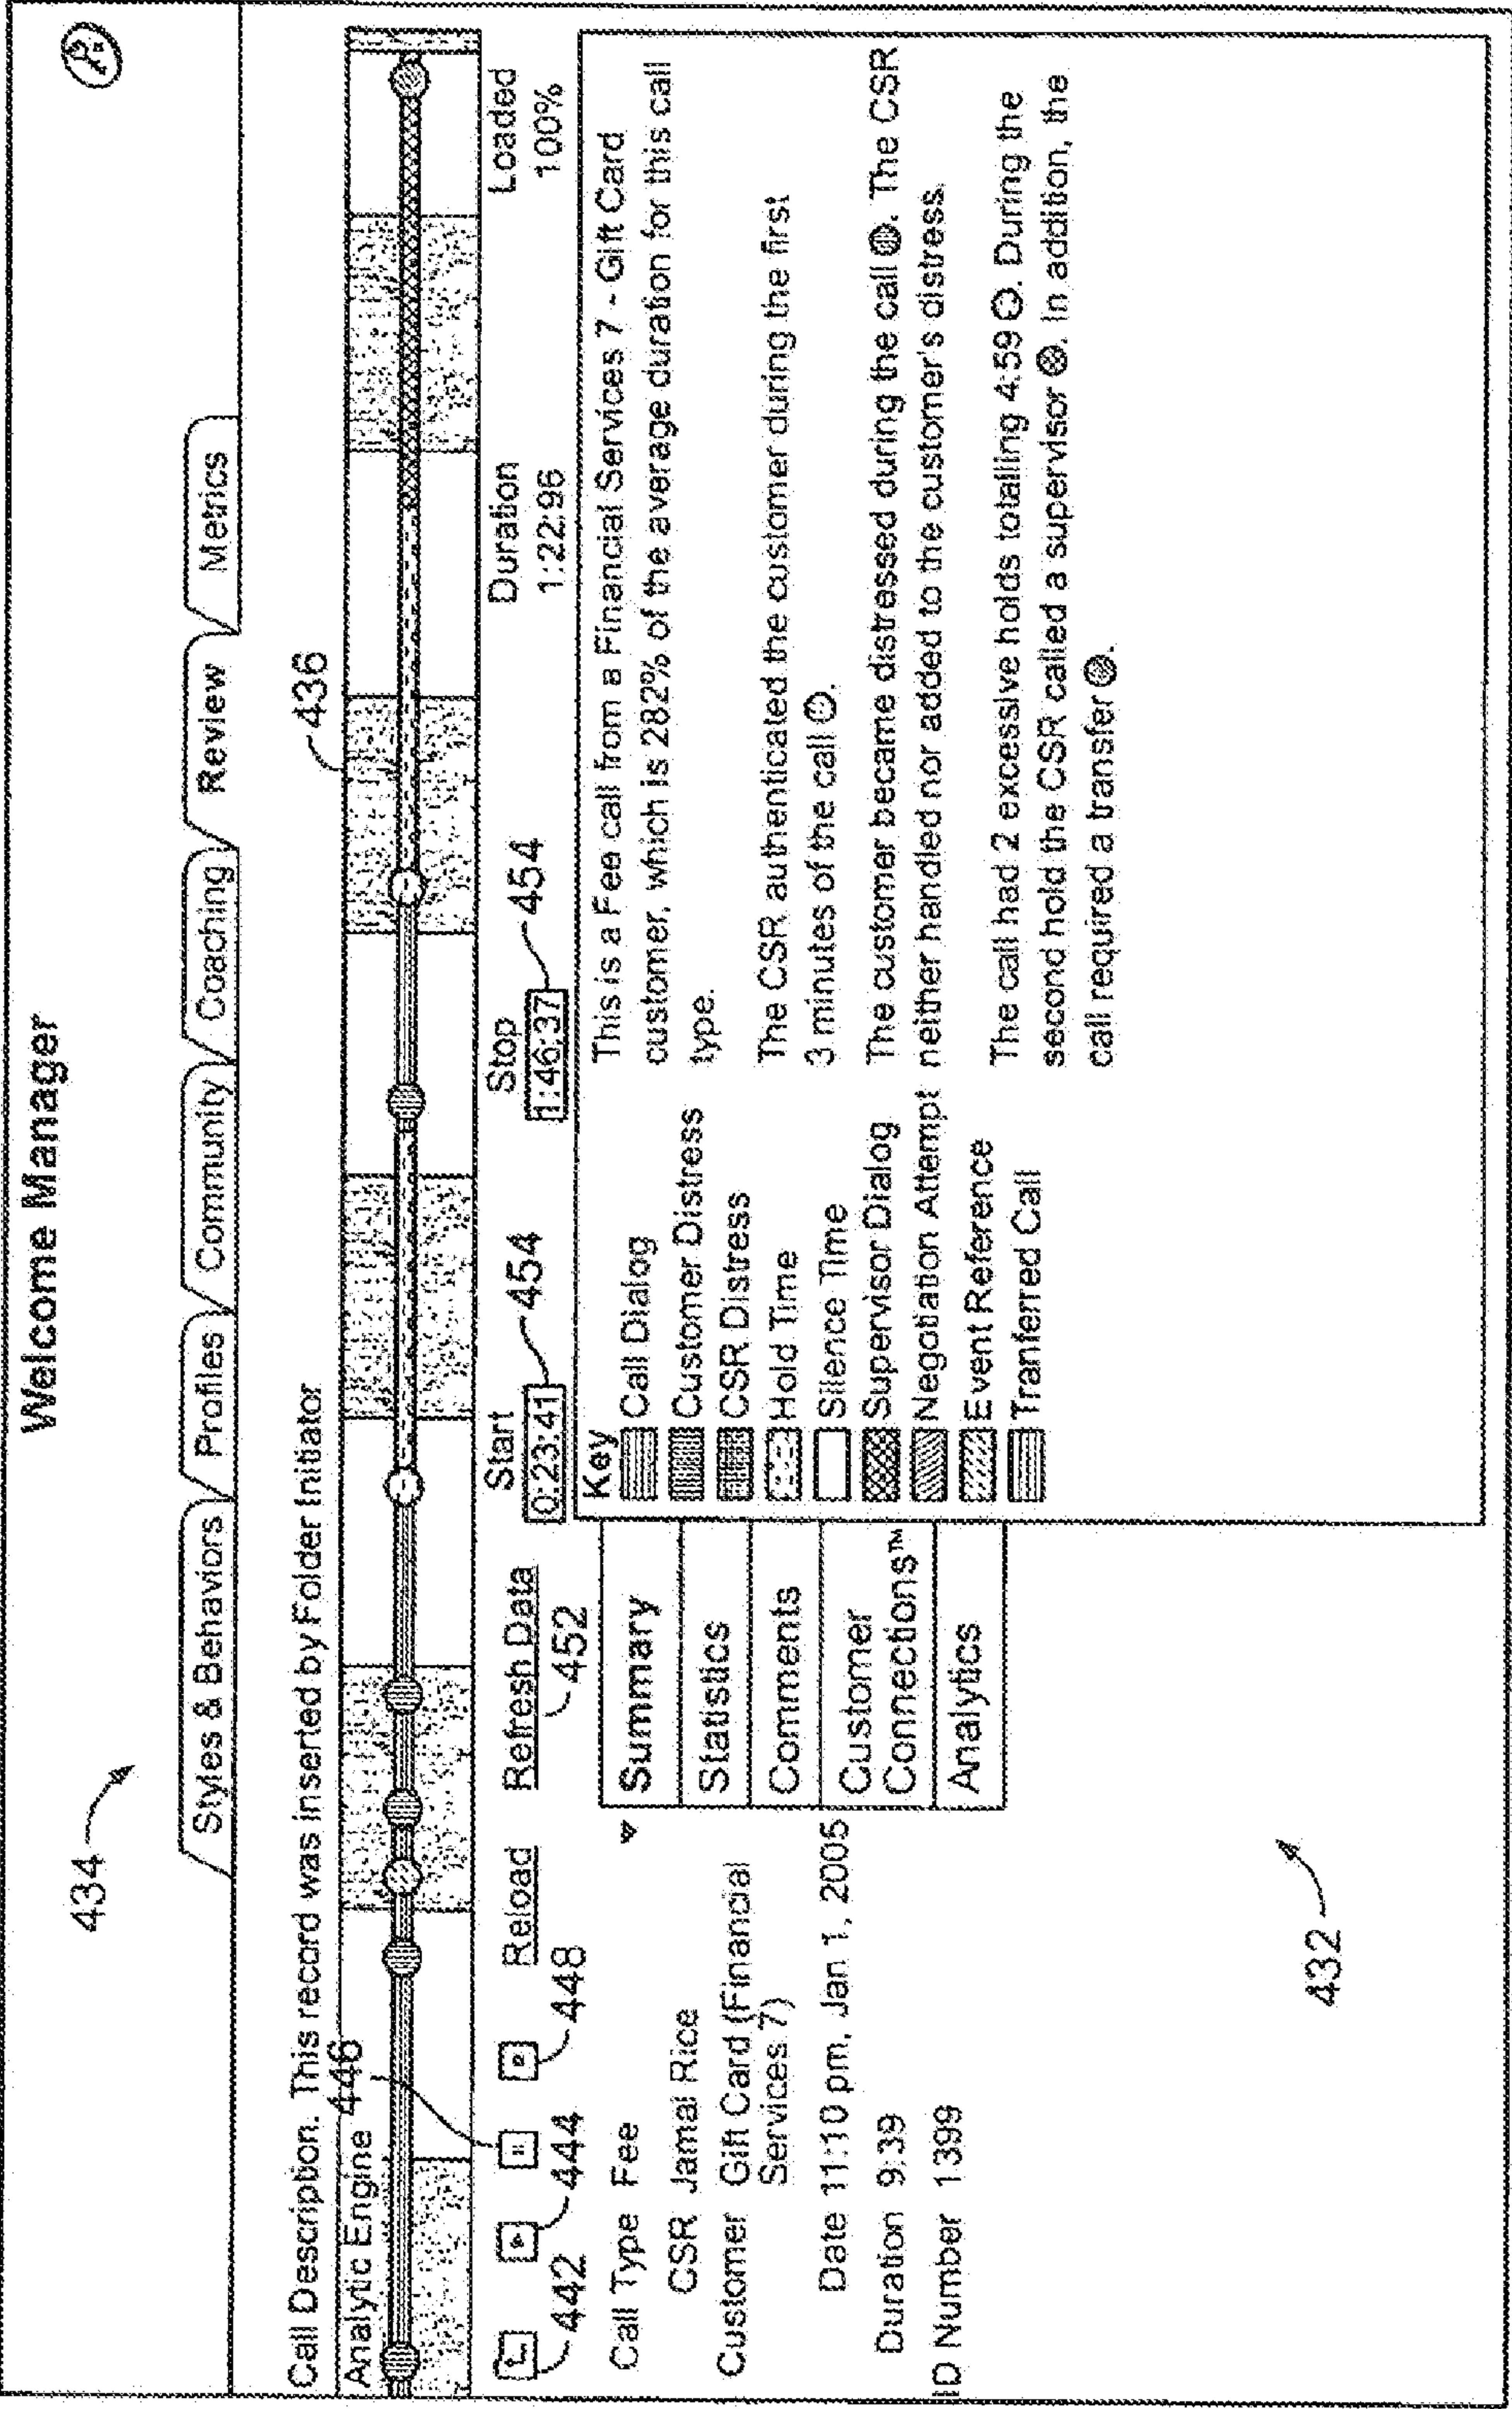 Welcome Manager
434
Styles & Behaviors
Profiles
Community
Coaching
Review
Metrics
Call Description. This record was inserted by Folder Initiator
436
Analytic Engine
446
442
444
448
Reload
Refresh Data
452
Start
0:23:41
454
Stop
1:46:37
454
Duration
1:22:96
Loaded
100%
Call Type Fee
CSR Jamal Rice
Customer Gift Card (Financial
Services 7)
Date 11:10 pm, Jan 1, 2005
Duration 9:39
ID Number 1399
Summary
Statistics
Comments
Customer
Connections™
Analytics
Key
Call Dialog
Customer Distress
CSR Distress
Hold Time
Silence Time
Supervisor Dialog
Negotiation Attempt
Event Reference
Tranferred Call
This is a Fee call from a Financial Services 7 - Gift Card
customer, which is 282% of the average duration for this call
type.
The CSR authenticated the customer during the first
3 minutes of the call.
The customer became distressed during the call. The CSR
neither handled nor added to the customer's distress.
The call had 2 excessive holds totalling 4:59. During the
second hold the CSR called a supervisor. In addition, the
call required a transfer.
432